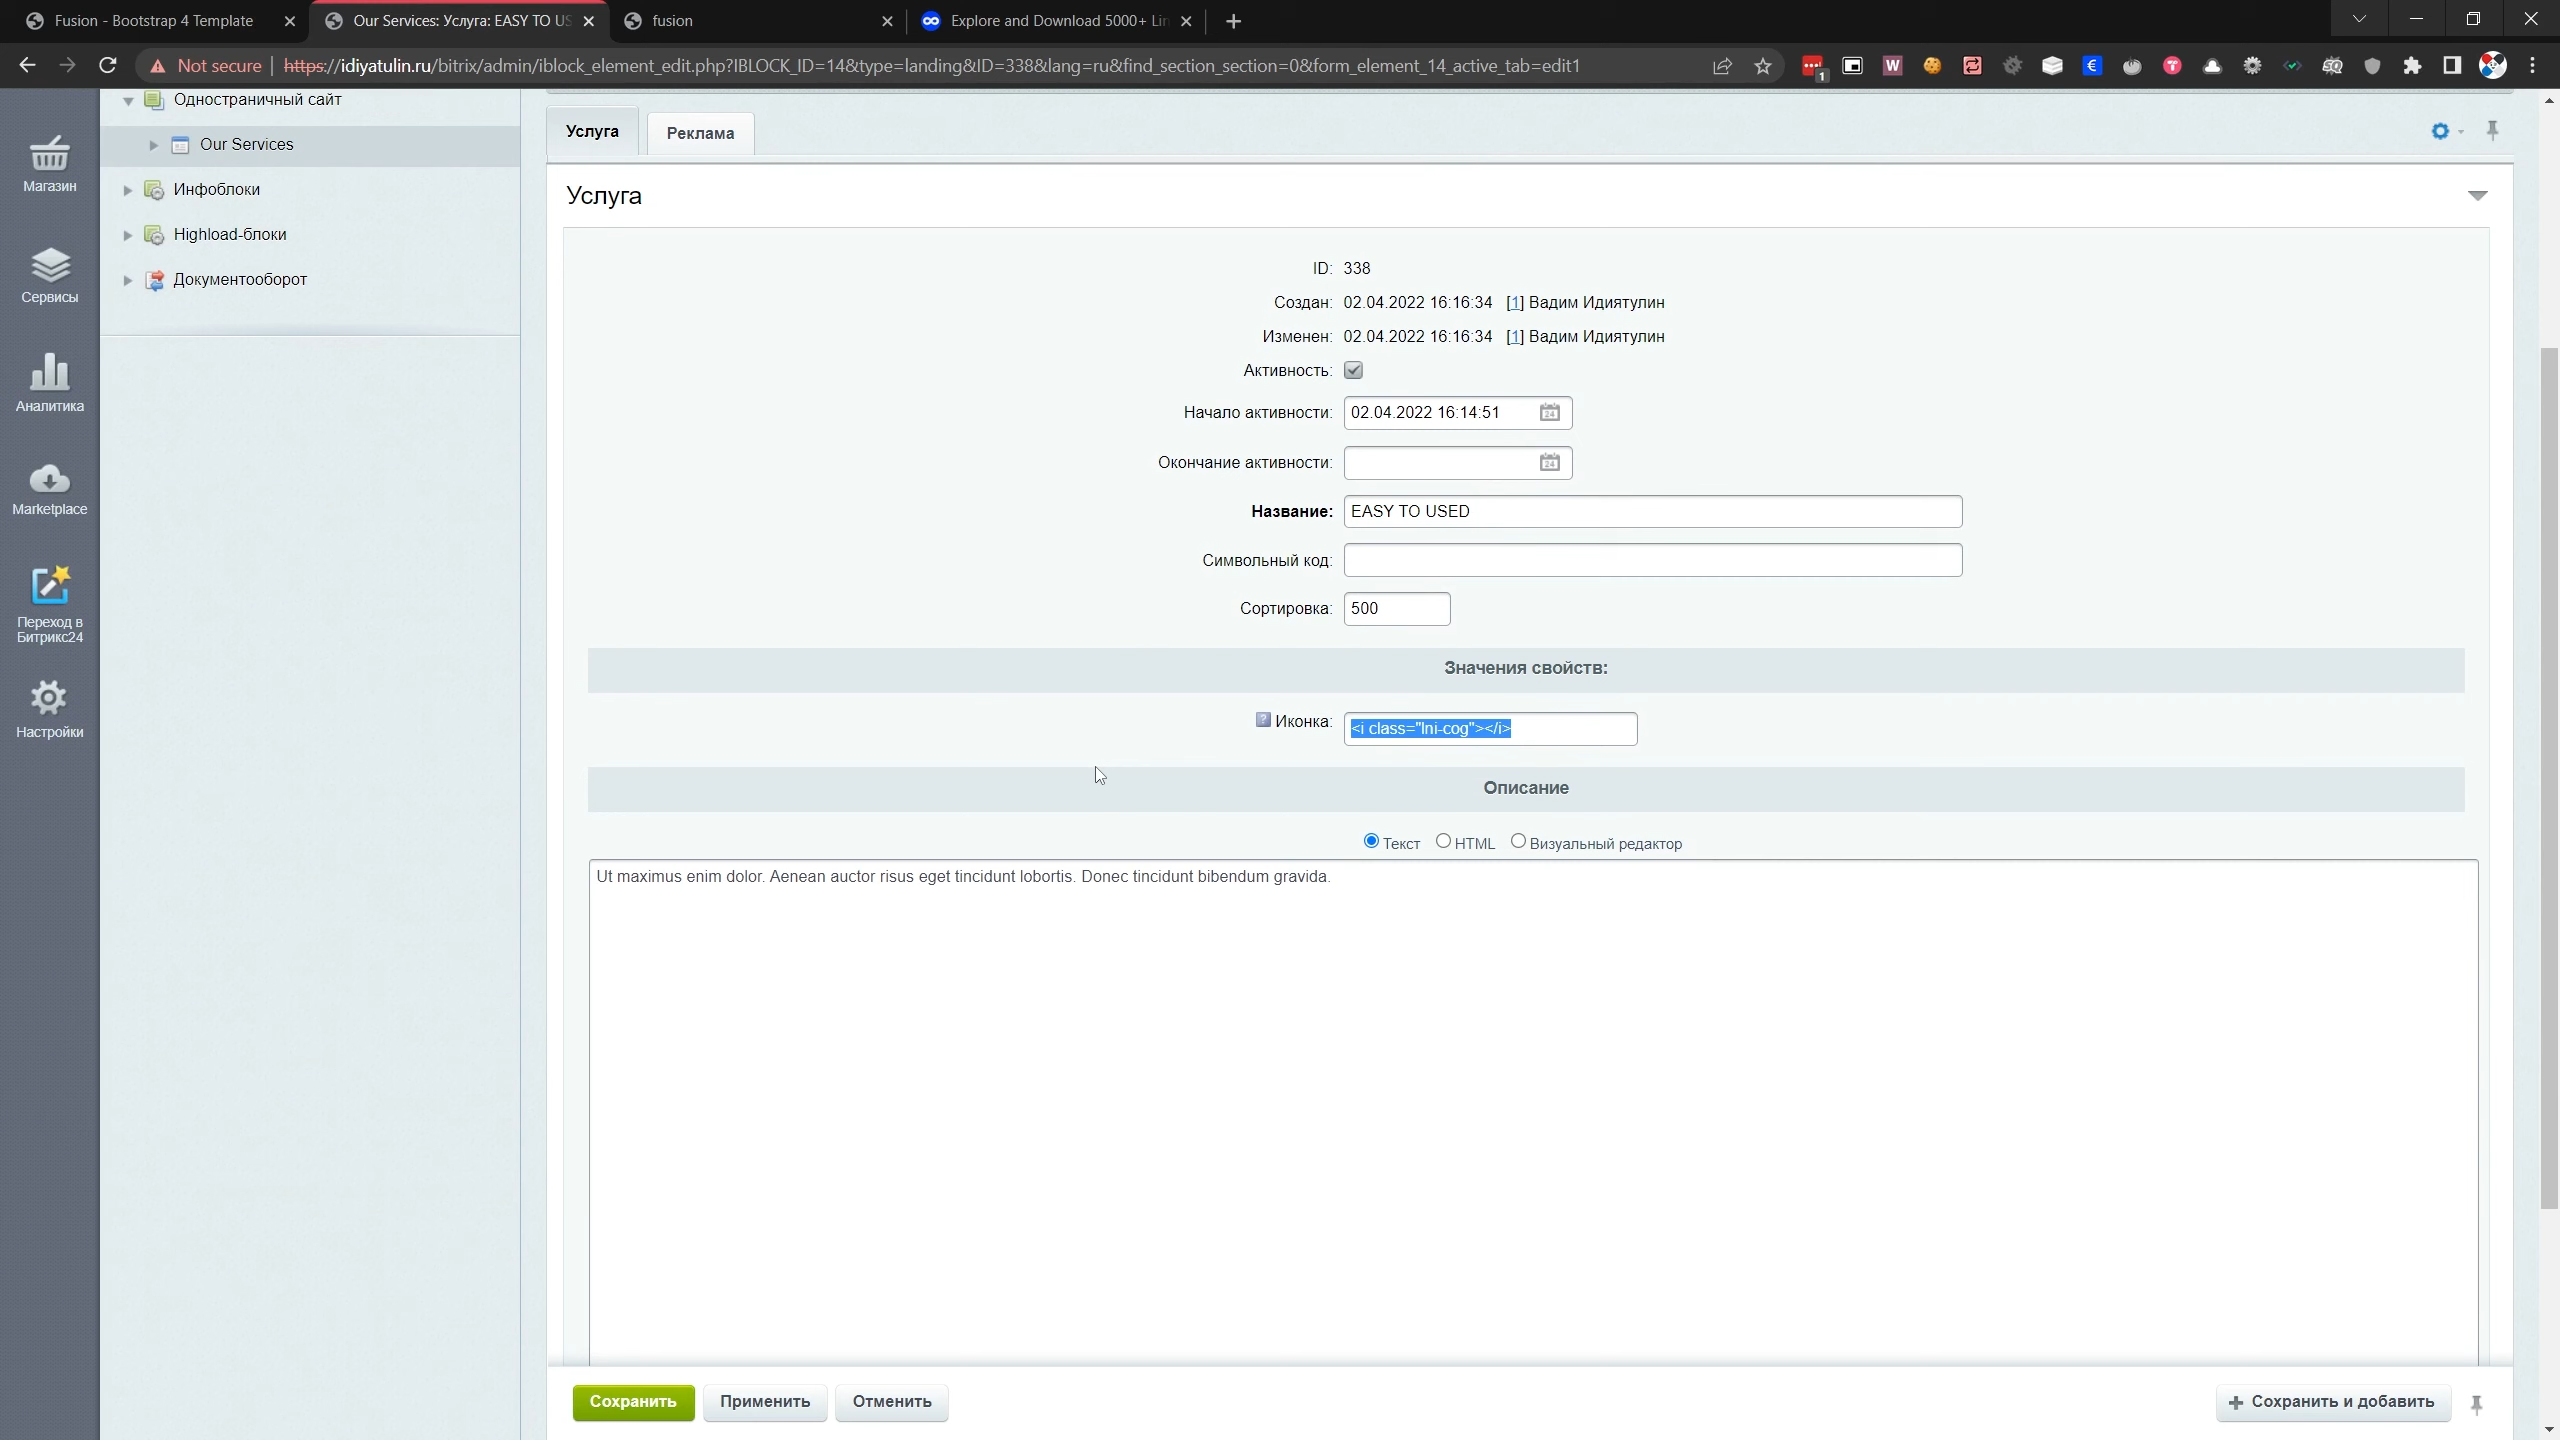 Fusion - Bootstrap 4 Template
Our Services: Услуга: EASY TO US
fusion
Explore and Download 5000+ Lin
Not secure
https://idiyatulin.ru/bitrix/admin/iblock_element_edit.php?IBLOCK_ID=14&type=landing&ID=338&lang=ru&find_section_section=0&form_element_14_active_tab=edit1
1
Магазин
Сервисы
Аналитика
Marketplace
Переход в
Битрикс24
Настройки
Одностраничный сайт
Our Services
Инфоблоки
Highload-блоки
Документооборот
Услуга
Реклама
Услуга
ID: 338
Создан: 02.04.2022 16:16:34 [1] Вадим Идиятулин
Изменен: 02.04.2022 16:16:34 [1] Вадим Идиятулин
Активность:
Начало активности: 02.04.2022 16:14:51
Окончание активности:
Название: EASY TO USED
Символьный код:
Сортировка: 500
Значения свойств:
Иконка: <i class="lni-cog"></i>
Описание
Текст HTML Визуальный редактор
Ut maximus enim dolor. Aenean auctor risus eget tincidunt lobortis. Donec tincidunt bibendum gravida.
Сохранить
Применить
Отменить
Сохранить и добавить